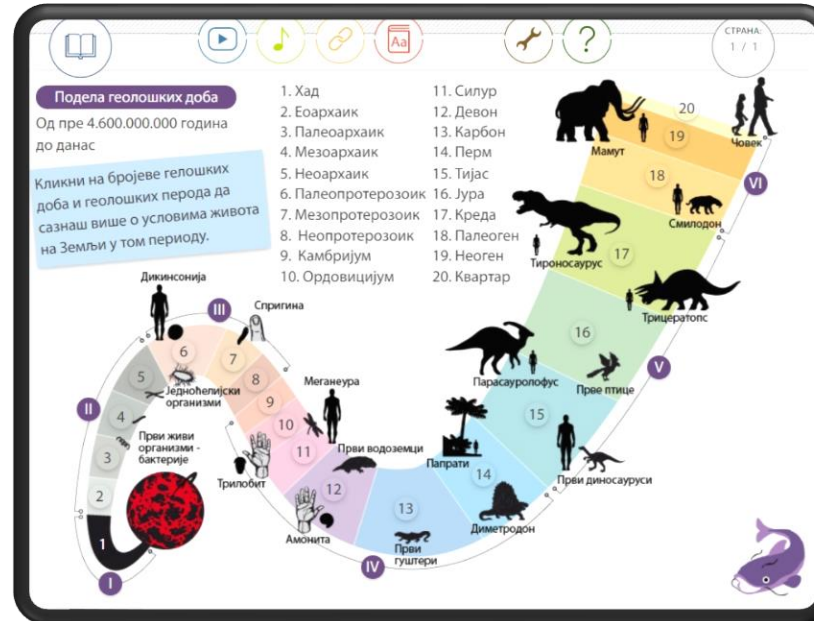 СТРАНА:
1 / 1
Aa
?
Подела геолошких доба
Од пре 4.600.000.000 година
до данас
Кликни на бројеве гелошких
доба и геолошких перода да
сазнаш више о условима живота
на Земљи у том периоду.
1. Хад
2. Еоархаик
3. Палеоархаик
4. Мезоархаик
5. Неоархаик
6. Палеопротерозоик
7. Мезопротерозоик
8. Неопротерозоик
9. Камбријум
10. Ордовицијум
11. Силур
12. Девон
13. Карбон
14. Перм
15. Тијас
16. Јура
17. Креда
18. Палеоген
19. Неоген
20. Квартар
20
19
Мамут
Човек
18
VI
Смилодон
17
Тироносаурус
Трицератопс
16
V
Парасауролофус
Прве птице
15
Папрати
Први диносауруси
14
Диметродон
13
Први
гуштери
IV
12
Први водоземци
Амонита
11
10
Меганеура
Трилобит
9
8
7
Спригина
III
6
Дикинсонија
Једноћелијски
организми
5
II
4
Први живи
организми -
бактерије
3
2
1
I